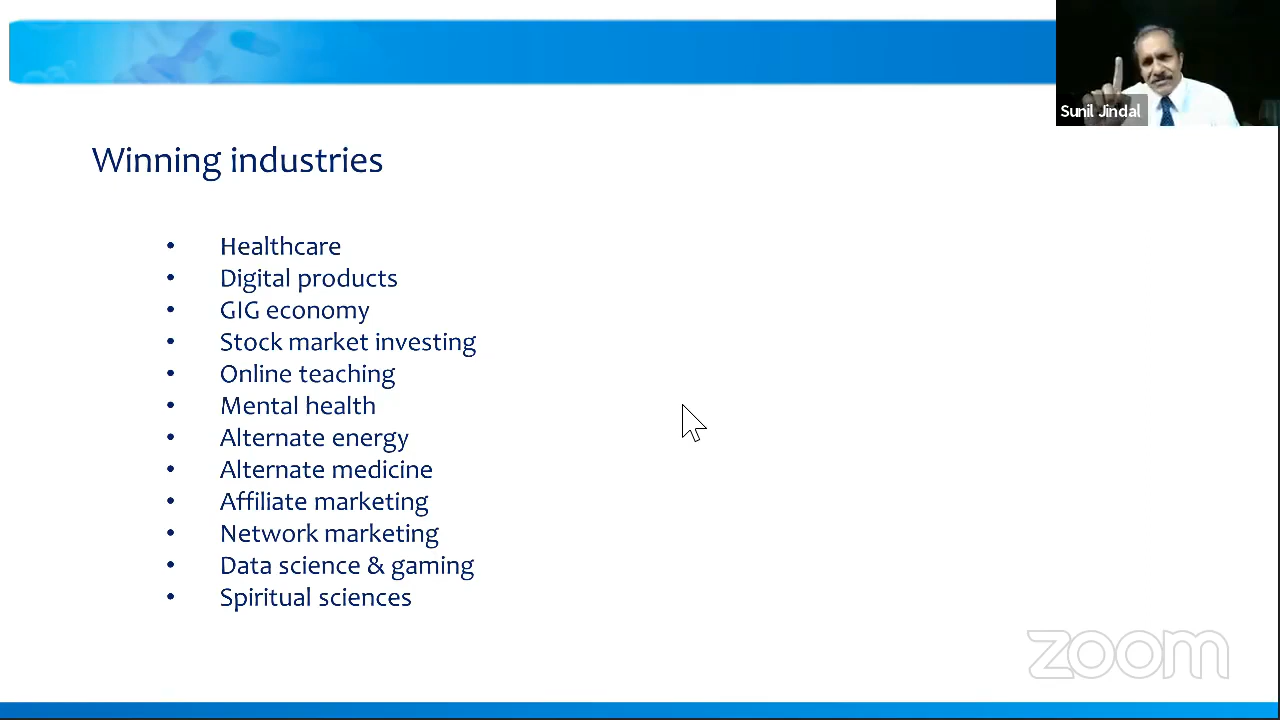 Sunil Jindal
Winning industries
• Healthcare
• Digital products
• GIG economy
• Stock market investing
• Online teaching
• Mental health
• Alternate energy
• Alternate medicine
• Affiliate marketing
• Network marketing
• Data science & gaming
• Spiritual sciences
zoom